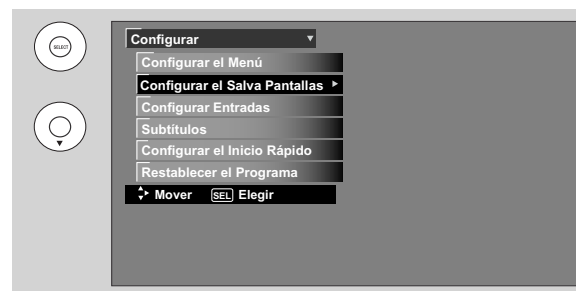 SELECT
Configurar
Configurar el Menú
Configurar el Salva Pantallas
Configurar Entradas
Subtítulos
Configurar el Inicio Rápido
Restablecer el Programa
Mover SEL Elegir